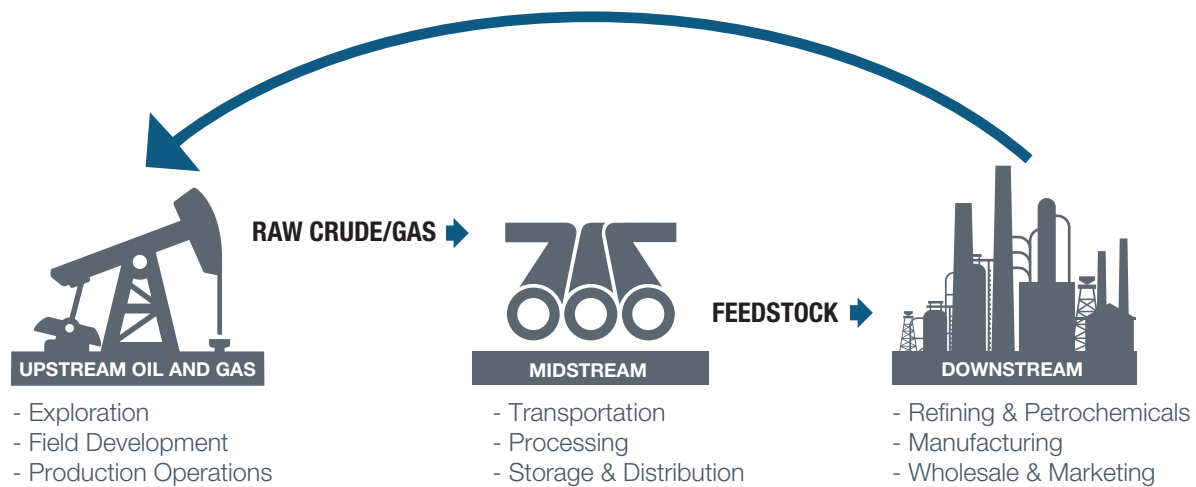 RAW CRUDE/GAS
FEEDSTOCK
UPSTREAM OIL AND GAS
- Exploration
- Field Development
- Production Operations
MIDSTREAM
- Transportation
- Processing
- Storage & Distribution
DOWNSTREAM
- Refining & Petrochemicals
- Manufacturing
- Wholesale & Marketing